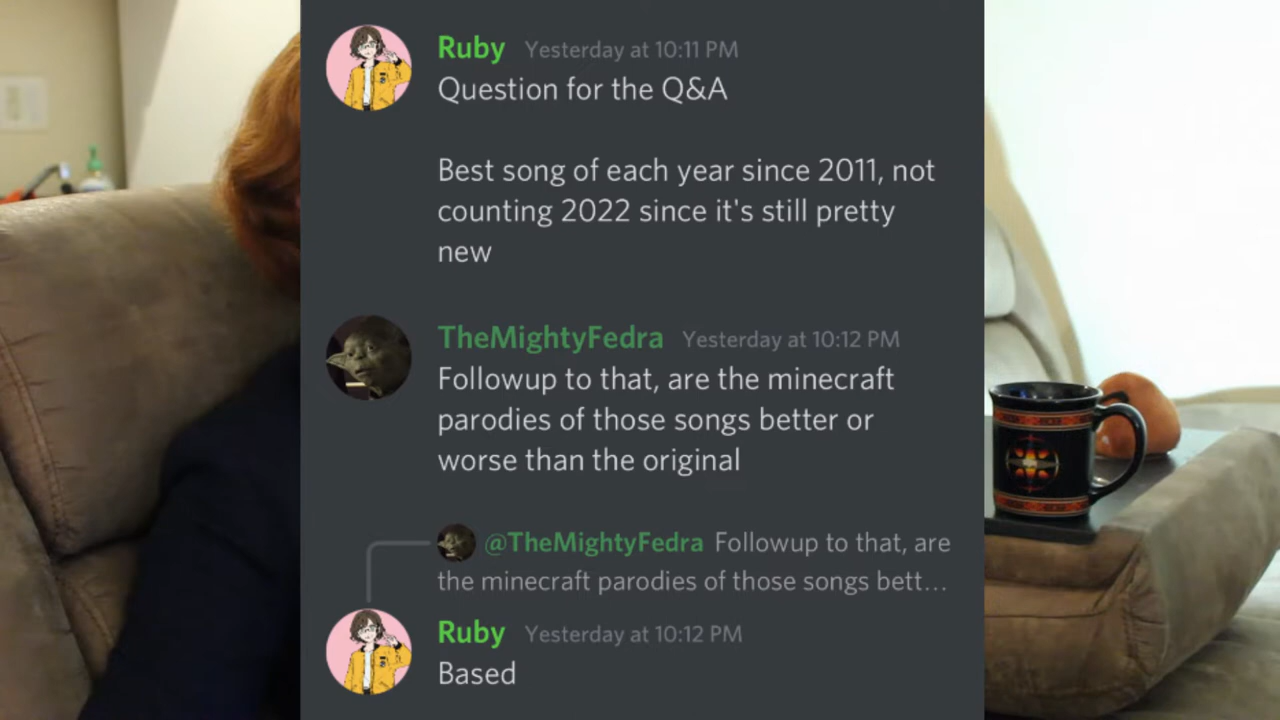 Ruby Yesterday at 10:11 PM
Question for the Q&A
Best song of each year since 2011, not
counting 2022 since it's still pretty
new
TheMightyFedra Yesterday at 10:12 PM
Followup to that, are the minecraft
parodies of those songs better or
worse than the original
@TheMightyFedra Followup to that, are
the minecraft parodies of those songs bett...
Ruby Yesterday at 10:12 PM
Based